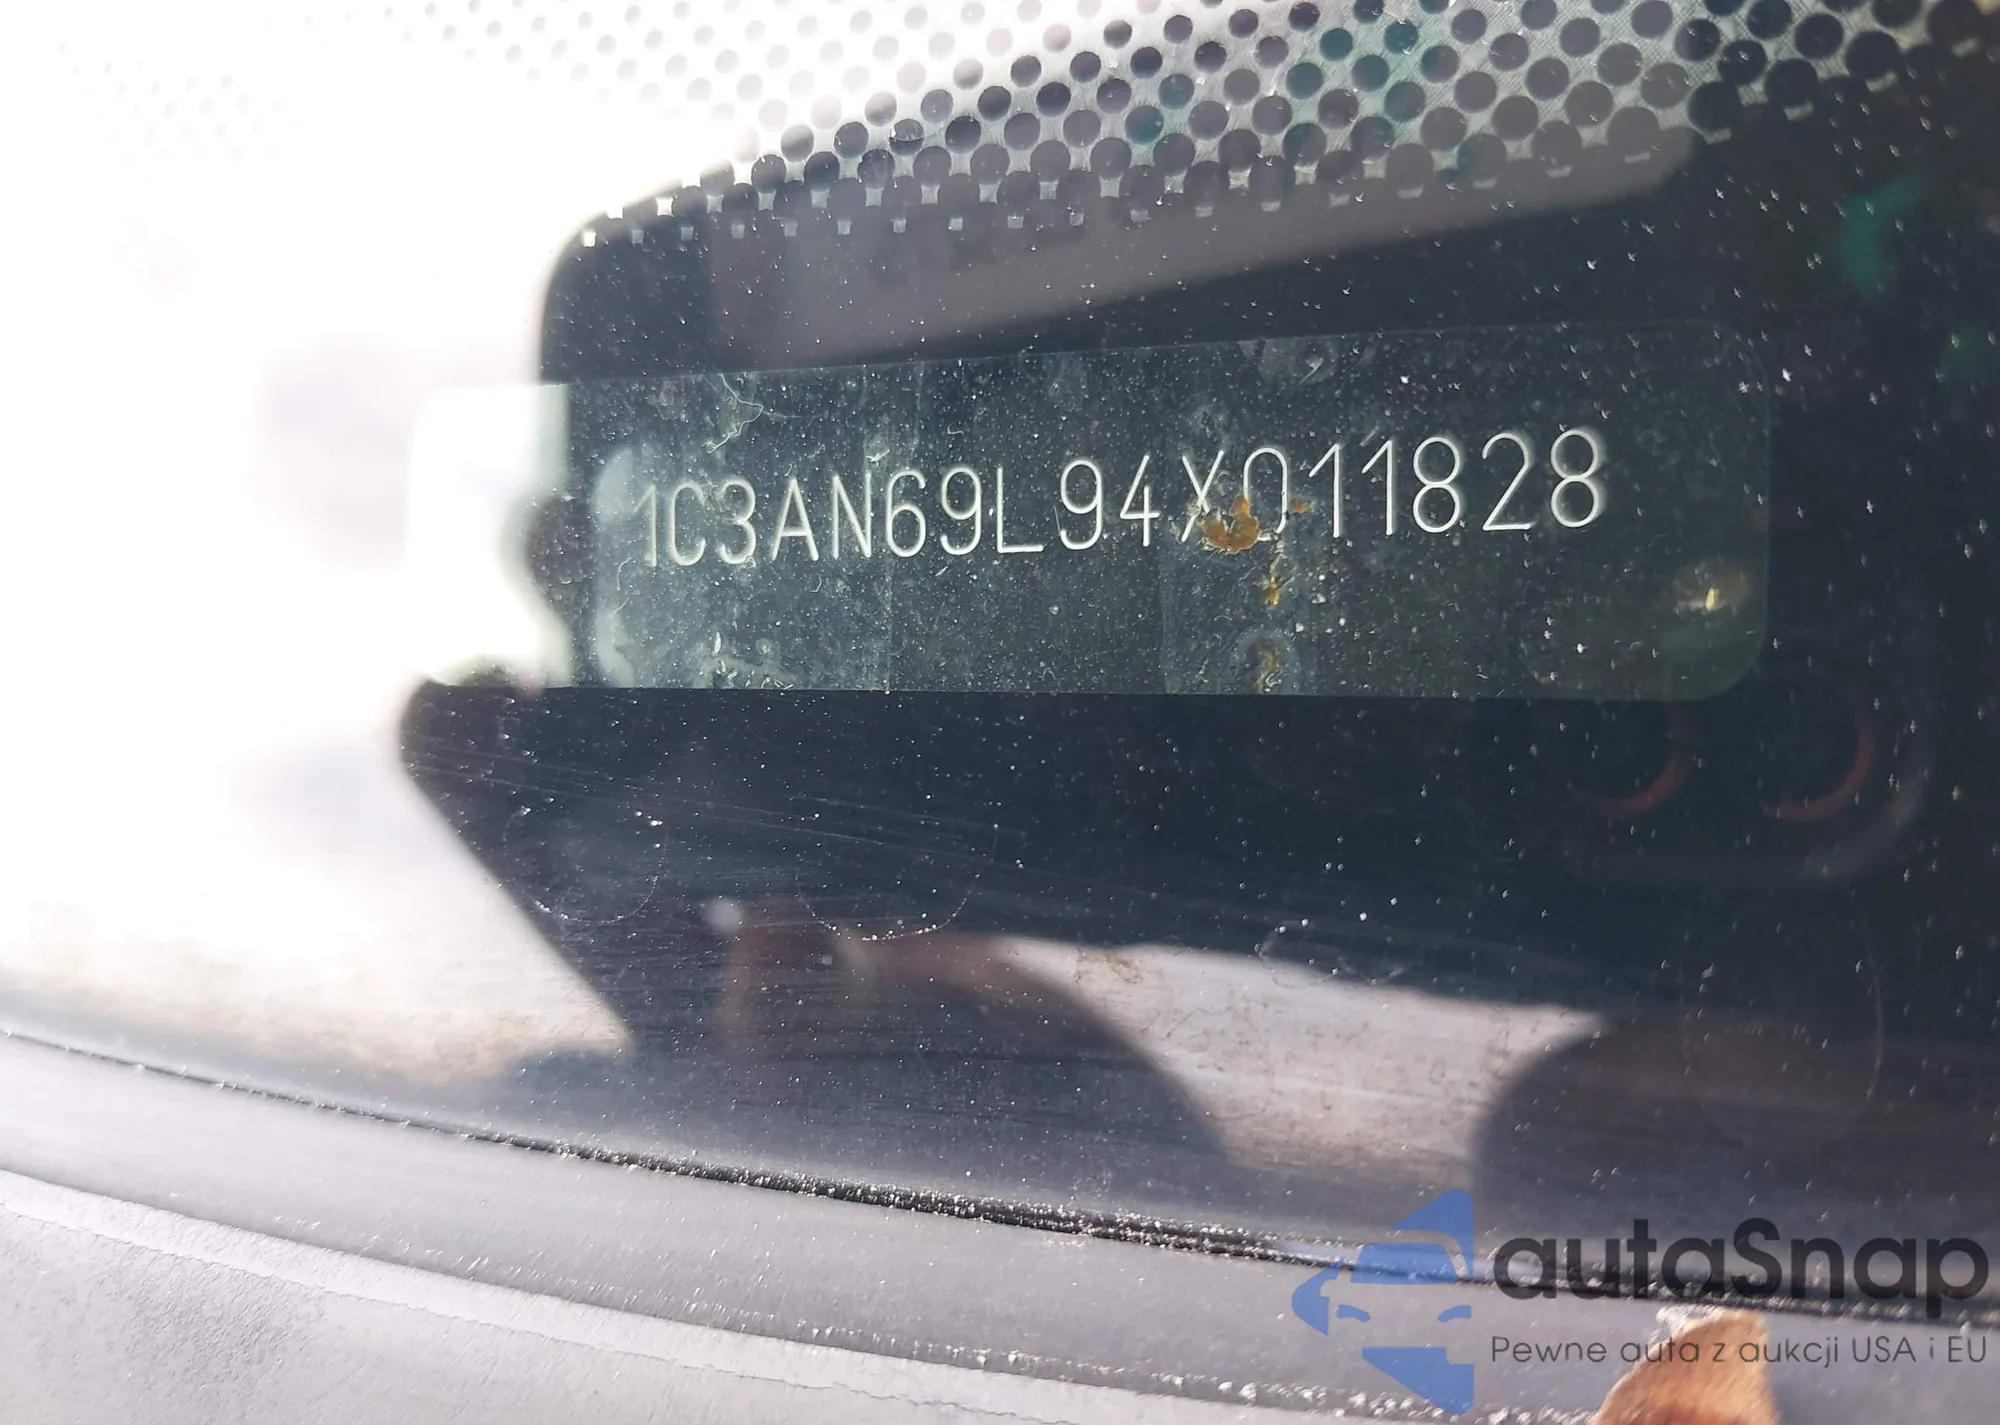 1C3AN69L94X011828
autaSnap
Pewne auta z aukcji USA i EU